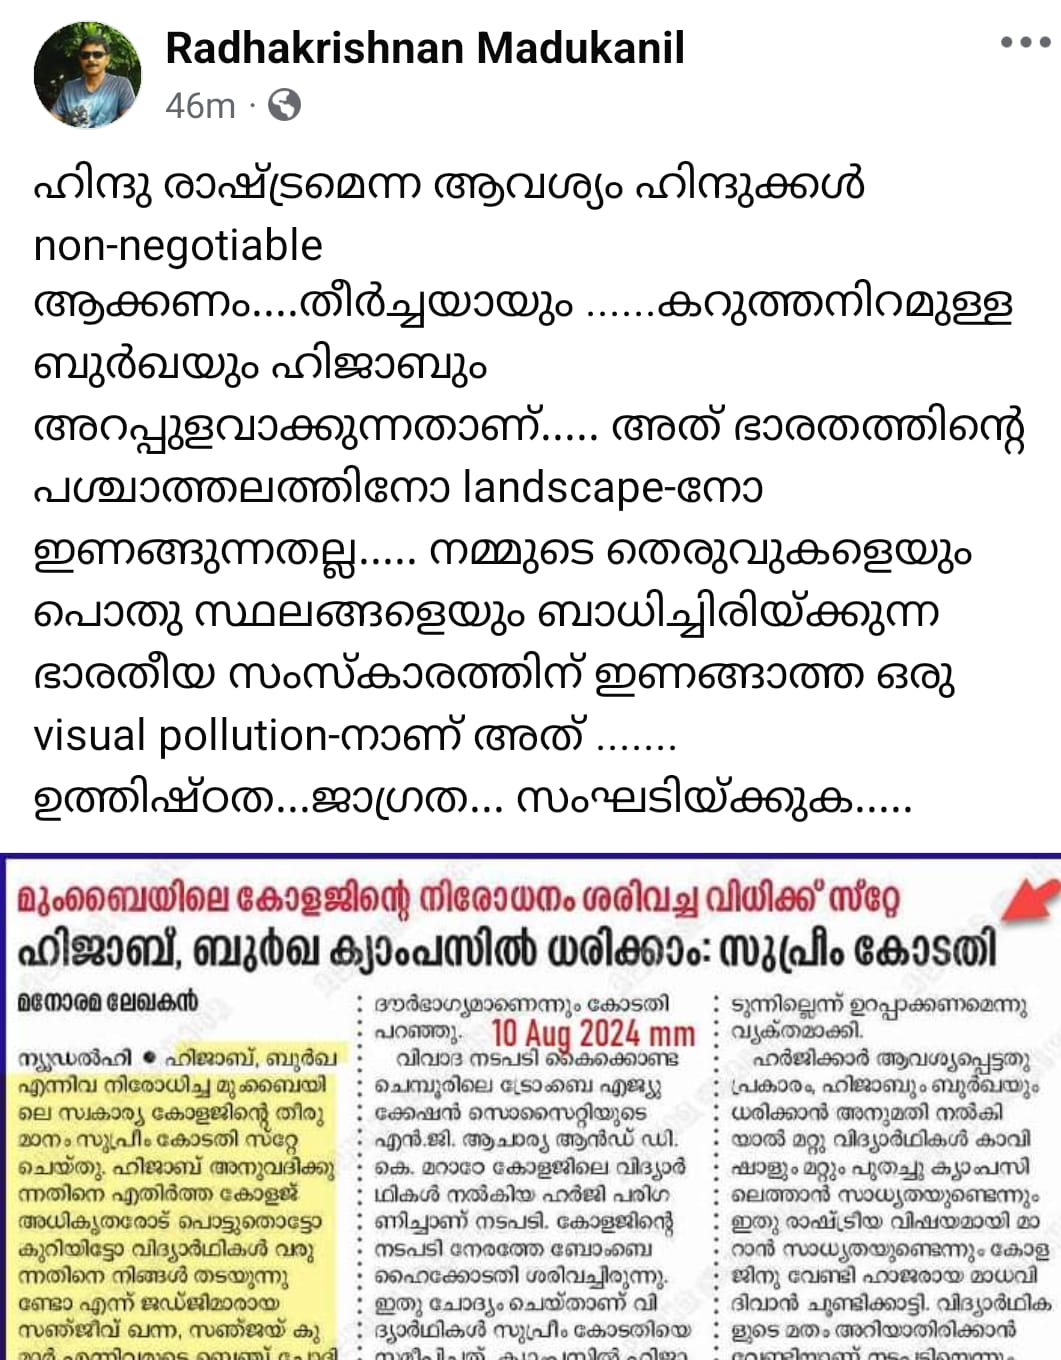 Radhakrishnan Madukanil
46m ·
ഹിന്ദു രാഷ്ട്രമെന്ന ആവശ്യം ഹിന്ദുക്കൾ
non-negotiable
ആക്കണം....തീർച്ചയായും ......കറുത്തനിറമുള്ള
ബുർഖയും ഹിജാബും
അറപ്പുളവാക്കുന്നതാണ്..... അത് ഭാരതത്തിന്റെ
പശ്ചാത്തലത്തിനോ landscape-നോ
ഇണങ്ങുന്നതല്ല..... നമ്മുടെ തെരുവുകളെയും
പൊതു സ്ഥലങ്ങളെയും ബാധിച്ചിരിയ്ക്കുന്ന
ഭാരതീയ സംസ്കാരത്തിന് ഇണങ്ങാത്ത ഒരു
visual pollution-നാണ് അത് .......
ഉത്തിഷ്ഠത...ജാഗ്രത... സംഘടിയ്ക്കുക.....
മുംബൈയിലെ കോളജിന്റെ നിരോധനം ശരിവച്ച വിധിക്ക് സ്റ്റേ
ഹിജാബ്, ബുർഖ ക്യാംപസിൽ ധരിക്കാം: സുപ്രീം കോടതി
മനോരമ ലേഖകൻ
ന്യൂഡൽഹി ● ഹിജാബ്, ബുർഖ
എന്നിവ നിരോധിച്ച മുംബൈയി
ലെ സ്വകാര്യ കോളജിന്റെ തീരു
മാനം സുപ്രീം കോടതി സ്റ്റേ
ചെയ്തു. ഹിജാബ് അനുവദിക്കു
ന്നതിനെ എതിർത്ത കോളജ്
അധികൃതരോട് പൊട്ടുതൊട്ടോ
കുറിയിട്ടോ വിദ്യാർഥികൾ വരു
ന്നതിനെ നിങ്ങൾ തടയുന്നു
ണ്ടോ എന്ന് ജഡ്ജിമാരായ
സഞ്ജീവ് ഖന്ന, സഞ്ജയ് കു
മാർ എന്നിവരുടെ ബെഞ്ച് ചോദി
ദൗർഭാഗ്യമാണെന്നും കോടതി
പറഞ്ഞു.
10 Aug 2024 mm
വിവാദ നടപടി കൈക്കൊണ്ട
ചെമ്പൂരിലെ ട്രോംബെ എജ്യു
ക്കേഷൻ സൊസൈറ്റിയുടെ
എൻ.ജി. ആചാര്യ ആൻഡ് ഡി.
കെ. മറാഠേ കോളജിലെ വിദ്യാർ
ഥികൾ നൽകിയ ഹർജി പരിഗ
ണിച്ചാണ് നടപടി. കോളജിന്റെ
നടപടി നേരത്തേ ബോംബെ
ഹൈക്കോടതി ശരിവച്ചിരുന്നു.
ഇതു ചോദ്യം ചെയ്താണ് വി
ദ്യാർഥികൾ സുപ്രീം കോടതിയെ
സമീപിച്ചത്. ക്യാംപസിൽ ഹിജാ
ടുന്നില്ലെന്ന് ഉറപ്പാക്കണമെന്നു
വ്യക്തമാക്കി.
ഹർജിക്കാർ ആവശ്യപ്പെട്ടതു
പ്രകാരം, ഹിജാബും ബുർഖയും
ധരിക്കാൻ അനുമതി നൽകി
യാൽ മറ്റു വിദ്യാർഥികൾ കാവി
ഷാളും മറ്റും പുതച്ചു ക്യാംപസി
ലെത്താൻ സാധ്യതയുണ്ടെന്നും
ഇതു രാഷ്ട്രീയ വിഷയമായി മാ
റാൻ സാധ്യതയുണ്ടെന്നും കോള
ജിനു വേണ്ടി ഹാജരായ മാധവി
ദിവാൻ ചൂണ്ടിക്കാട്ടി. വിദ്യാർഥിക
ളുടെ മതം അറിയാതിരിക്കാൻ
വേണ്ടിയാണ് നടപടിയെന്നും